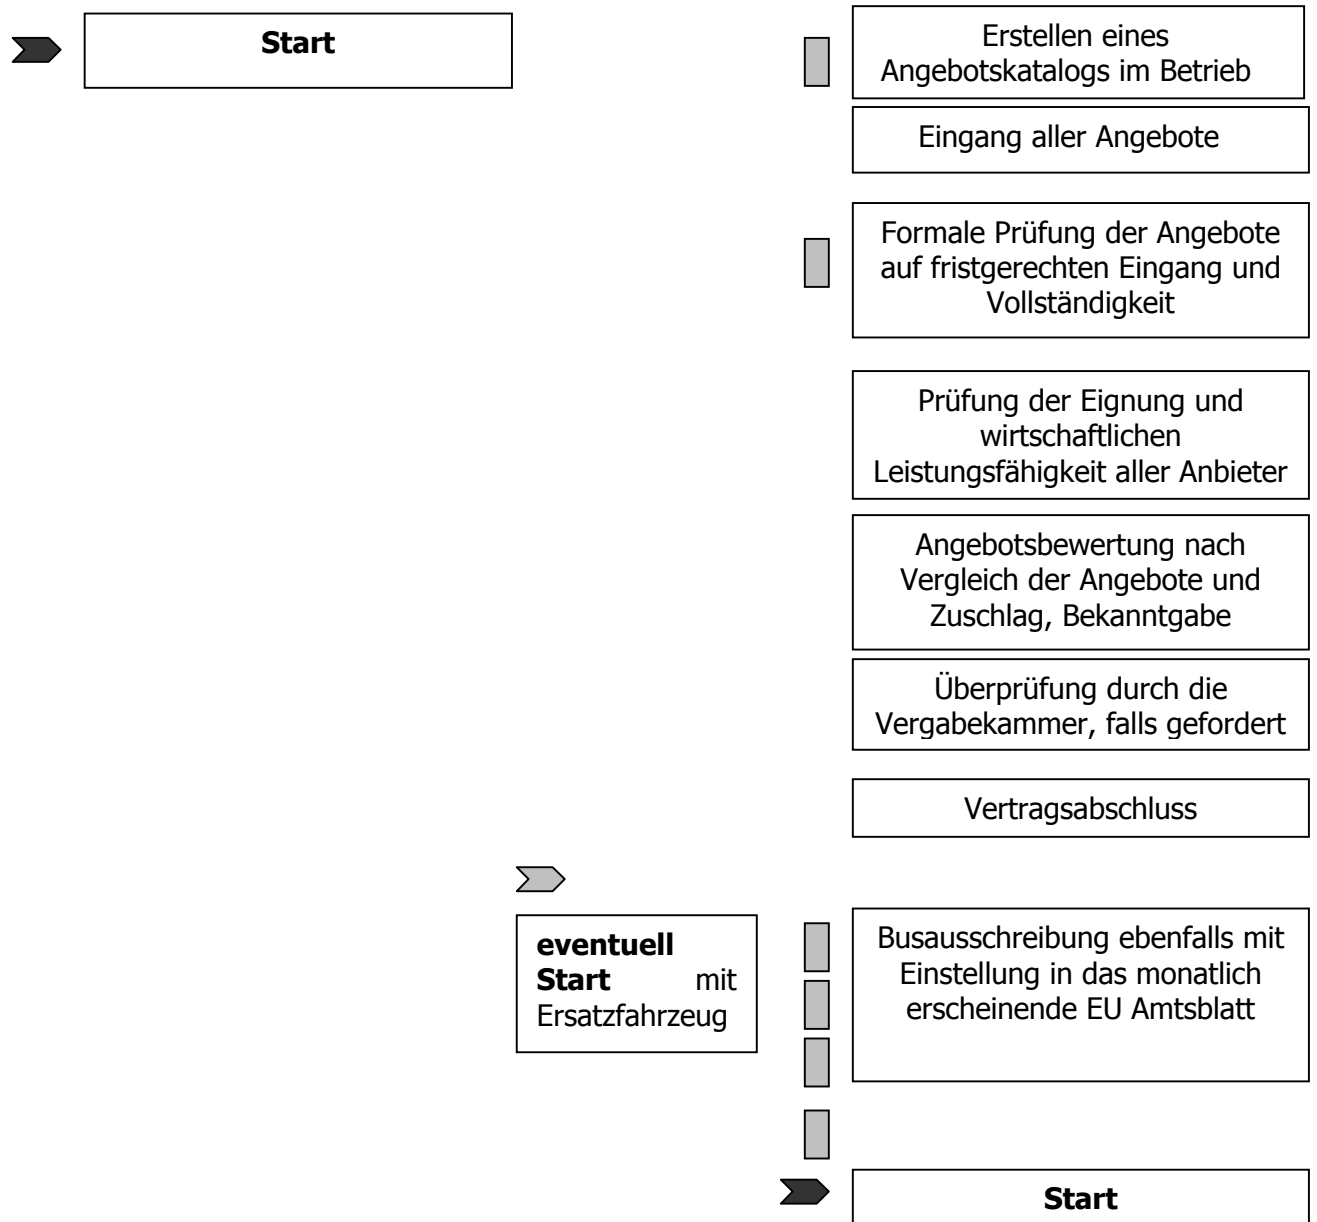 Start
Erstellen eines
Angebotskatalogs im Betrieb
Eingang aller Angebote
Formale Prüfung der Angebote
auf fristgerechten Eingang und
Vollständigkeit
Prüfung der Eignung und
wirtschaftlichen
Leistungsfähigkeit aller Anbieter
Angebotsbewertung nach
Vergleich der Angebote und
Zuschlag, Bekanntgabe
Überprüfung durch die
Vergabekammer, falls gefordert
Vertragsabschluss
eventuell
Start mit
Ersatzfahrzeug
Busausschreibung ebenfalls mit
Einstellung in das monatlich
erscheinende EU Amtsblatt
Start